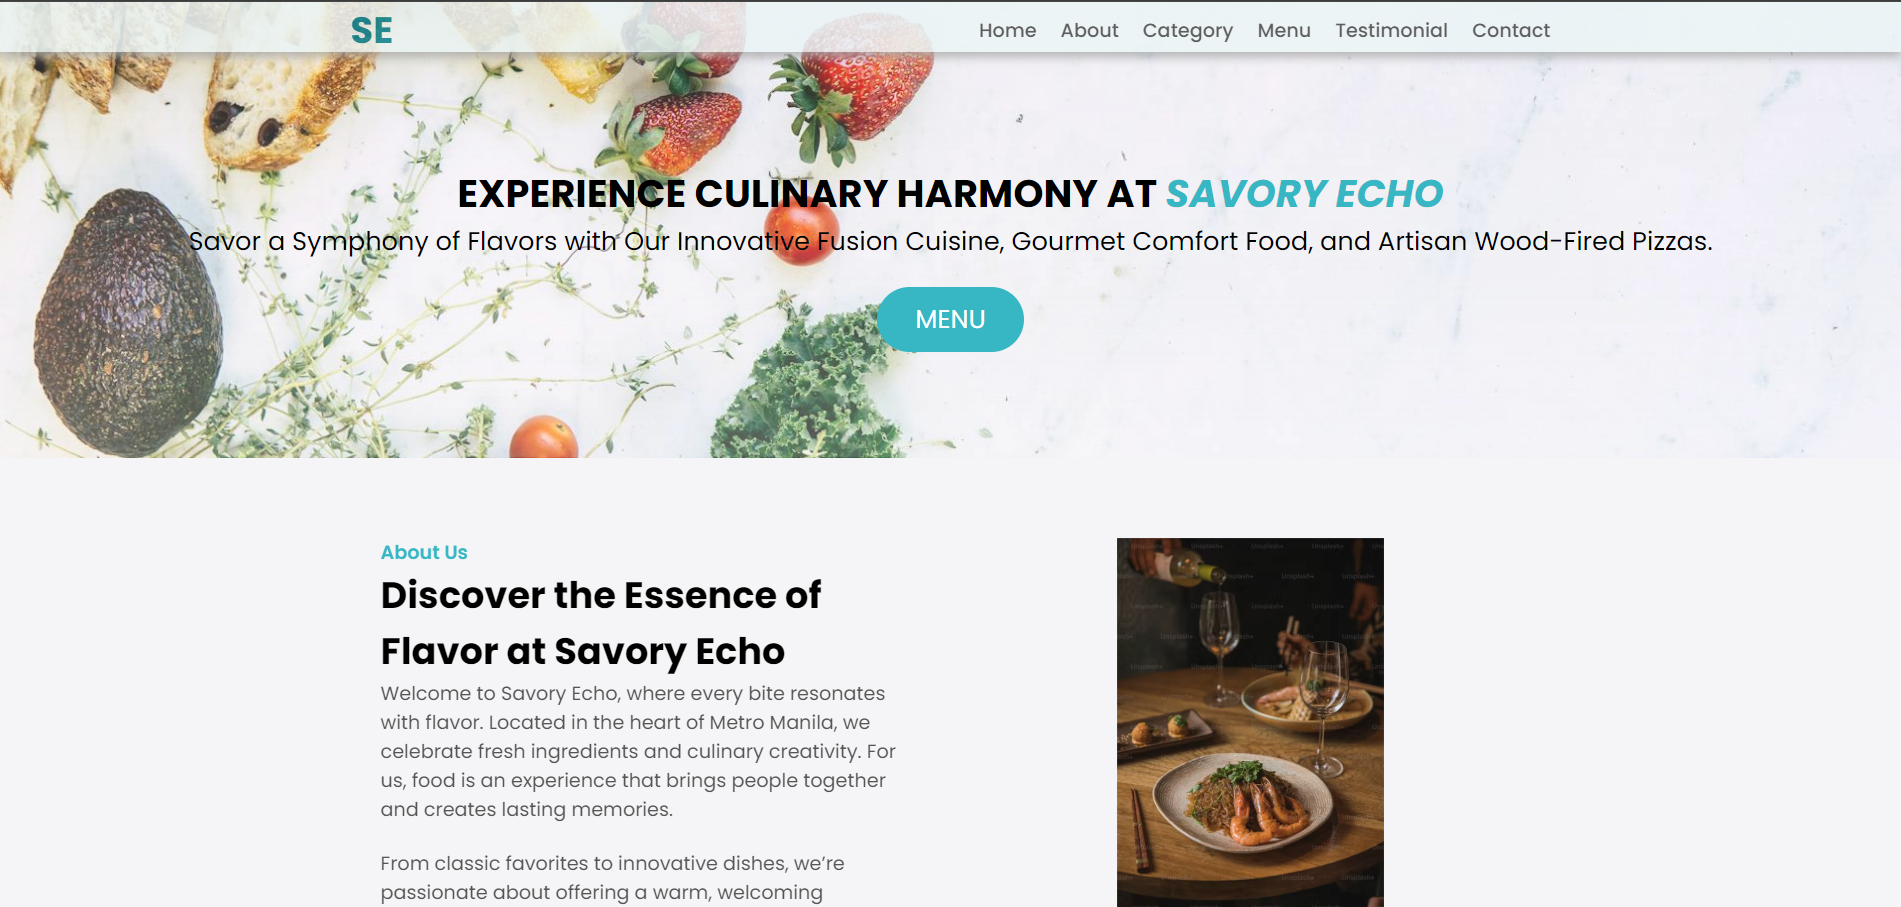 SE
Home About Category Menu Testimonial Contact
EXPERIENCE CULINARY HARMONY AT SAVORY ECHO
Savor a Symphony of Flavors with Our Innovative Fusion Cuisine, Gourmet Comfort Food, and Artisan Wood-Fired Pizzas.
MENU
About Us
Discover the Essence of
Flavor at Savory Echo
Welcome to Savory Echo, where every bite resonates
with flavor. Located in the heart of Metro Manila, we
celebrate fresh ingredients and culinary creativity. For
us, food is an experience that brings people together
and creates lasting memories.
From classic favorites to innovative dishes, we’re
passionate about offering a warm, welcoming
Unsplash+